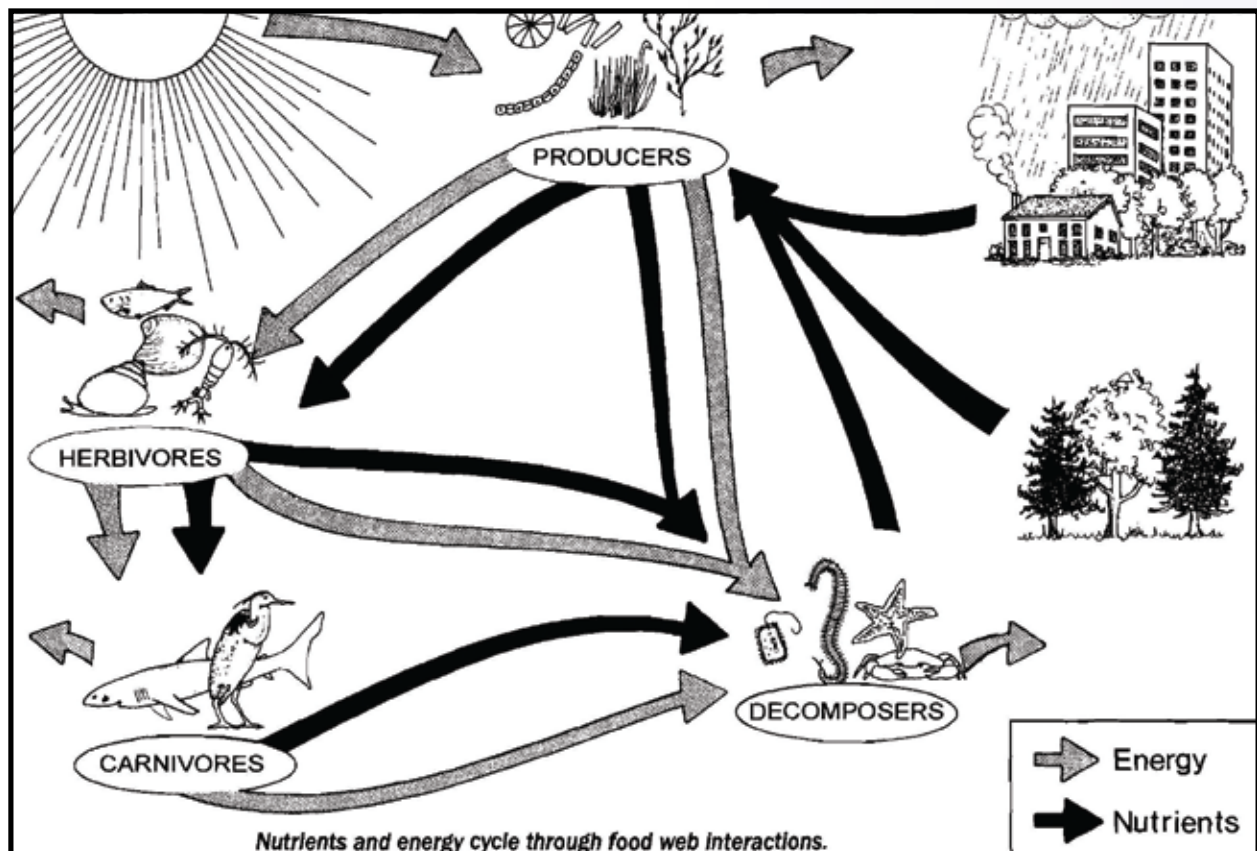 PRODUCERS
HERBIVORES
CARNIVORES
DECOMPOSERS
Energy
Nutrients
Nutrients and energy cycle through food web interactions.